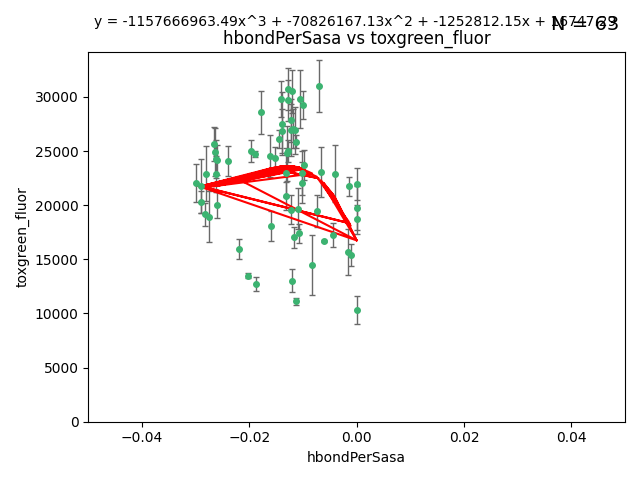 y = -1157666963.49x^3 + -70826167.13x^2 + -1252812.15x +
N = 63
hbondPerSasa vs toxgreen_fluor
30000
25000
20000
15000
10000
5000
0
toxgreen_fluor
-0.04
-0.02
0.00
0.02
0.04
hbondPerSasa